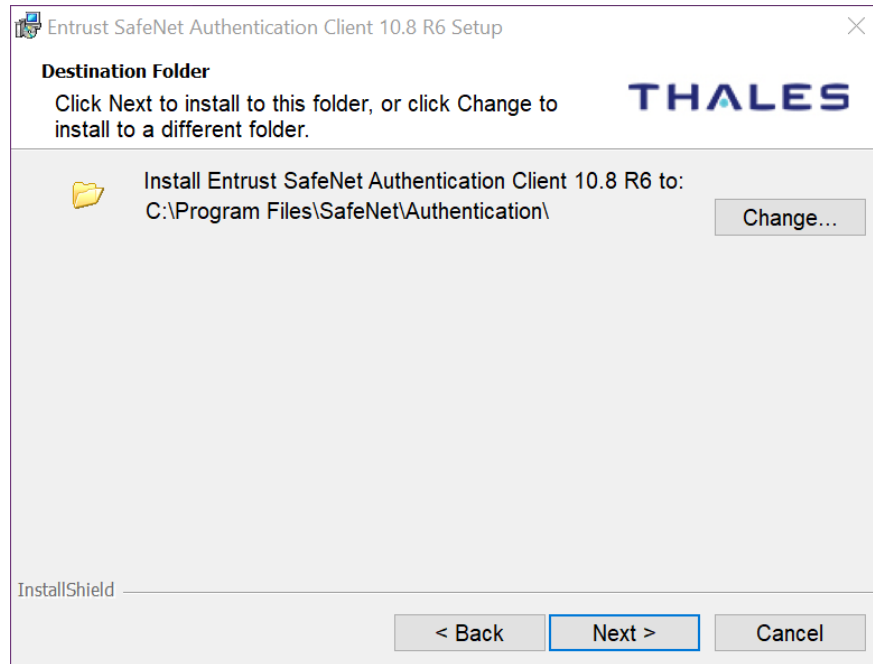 Entrust SafeNet Authentication Client 10.8 R6 Setup
Destination Folder
Click Next to install to this folder, or click Change to
install to a different folder.
THALES
Install Entrust SafeNet Authentication Client 10.8 R6 to:
C:\Program Files\SafeNet\Authentication\
Change...
InstallShield
< Back
Next >
Cancel